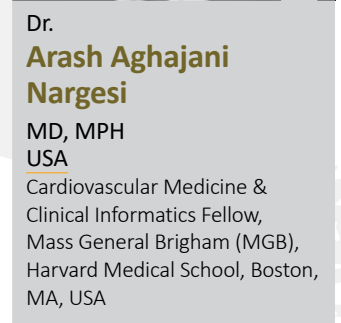 Dr.
Arash Aghajani
Nargesi
MD, MPH
USA
Cardiovascular Medicine &
Clinical Informatics Fellow,
Mass General Brigham (MGB),
Harvard Medical School, Boston,
MA, USA